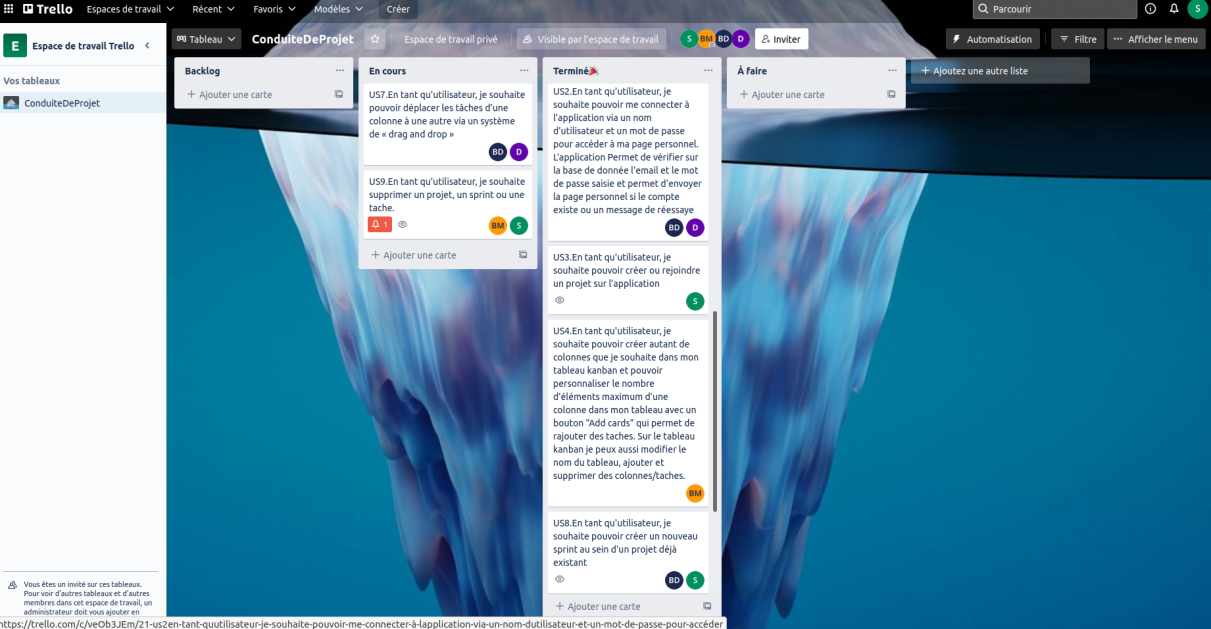 Trello
Espaces de travail
Récent
Favoris
Modèles
Créer
Parcourir
S
E
Espace de travail Trello
Tableau
ConduiteDeProjet
Espace de travail privé
Visible par l'espace de travail
S
BM
BD
D
Inviter
Automatisation
Filtre
Afficher le menu
Vos tableaux
ConduiteDeProjet
Backlog
+ Ajouter une carte
En cours
US7.En tant qu'utilisateur, je souhaite
pouvoir déplacer les tâches d'une
colonne à une autre via un système
de « drag and drop »
BD
D
US9.En tant qu'utilisateur, je souhaite
supprimer un projet, un sprint ou une
tache.
1
BM
S
+ Ajouter une carte
Terminé
US2.En tant qu'utilisateur, je
souhaite pouvoir me connecter à
l'application via un nom
d'utilisateur et un mot de passe
pour accéder à ma page personnel.
L'application Permet de vérifier sur
la base de donnée l'email et le mot
de passe saisie et permet d'envoyer
la page personnel si le compte
existe ou un message de réessaye
BD
D
US3.En tant qu'utilisateur, je
souhaite pouvoir créer ou rejoindre
un projet sur l'application
S
US4.En tant qu'utilisateur, je
souhaite pouvoir créer autant de
colonnes que je souhaite dans mon
tableau kanban et pouvoir
personnaliser le nombre
d'éléments maximum d'une
colonne dans mon tableau avec un
bouton "Add cards" qui permet de
rajouter des taches. Sur le tableau
kanban je peux aussi modifier le
nom du tableau, ajouter et
supprimer des colonnes/taches.
BM
US8.En tant qu'utilisateur, je
souhaite pouvoir créer un nouveau
sprint au sein d'un projet déjà
existant
BD
S
+ Ajouter une carte
À faire
+ Ajouter une carte
+ Ajoutez une autre liste
Vous êtes un invité sur ces tableaux.
Pour voir d'autres tableaux et d'autres
membres dans cet espace de travail, un
administrateur doit vous ajouter en
https://trello.com/c/veOb3JEm/21-us2en-tant-quutilisateur-je-souhaite-pouvoir-me-connecter-à-lapplication-via-un-nom-dutilisateur-et-un-mot-de-passe-pour-accéder